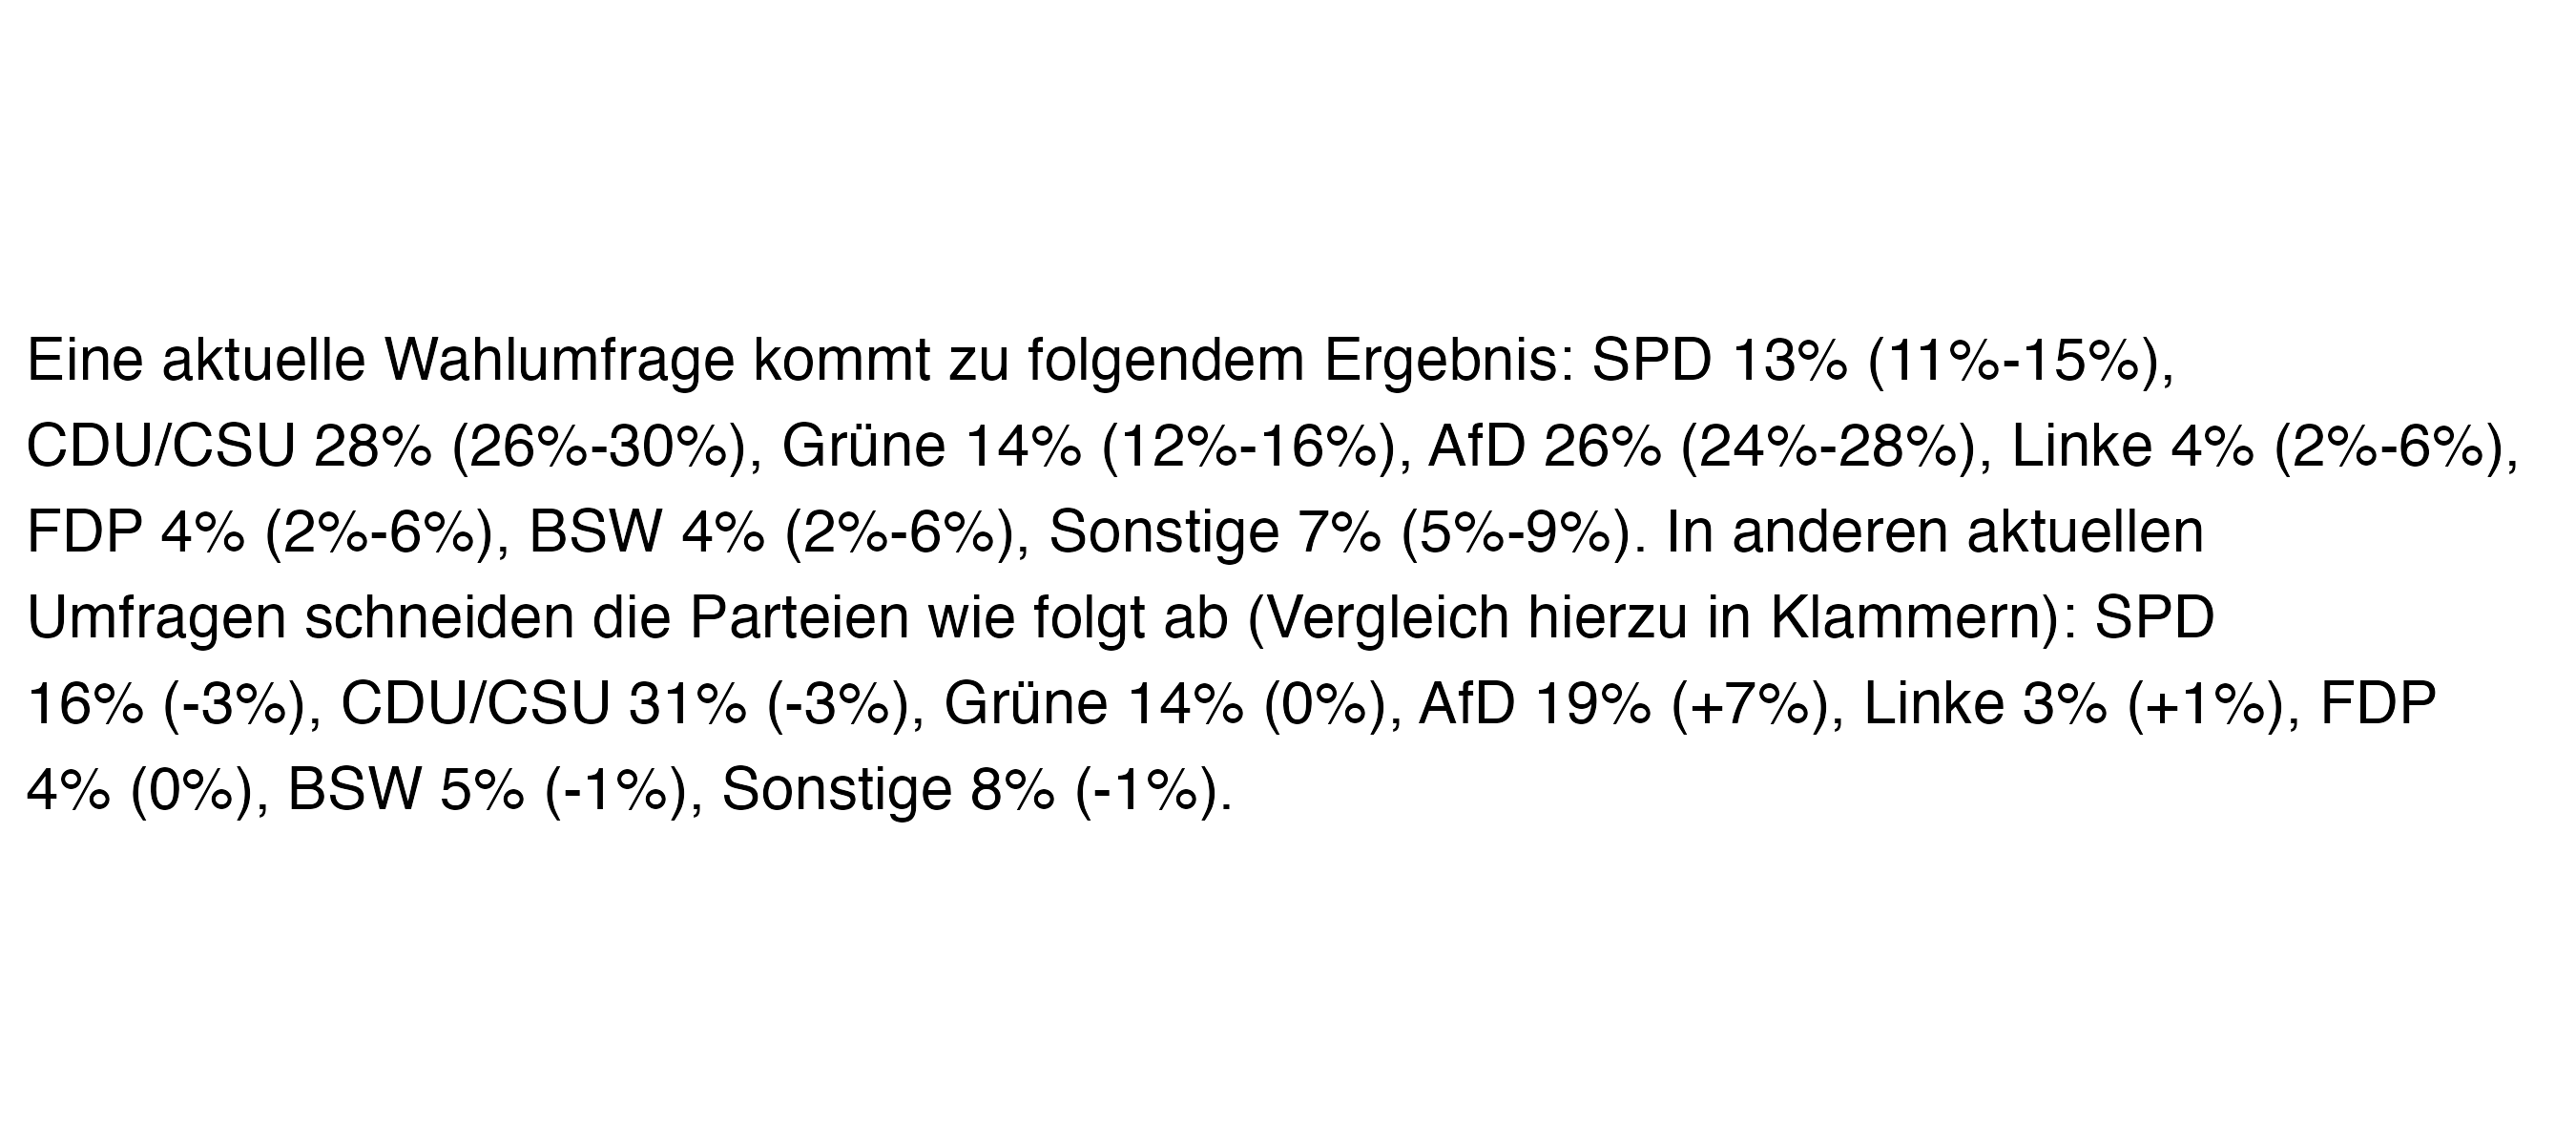 Eine aktuelle Wahlumfrage kommt zu folgendem Ergebnis: SPD 13% (11%-15%),
CDU/CSU 28% (26%-30%), Grüne 14% (12%-16%), AfD 26% (24%-28%), Linke 4% (2%-6%),
FDP 4% (2%-6%), BSW 4% (2%-6%), Sonstige 7% (5%-9%). In anderen aktuellen
Umfragen schneiden die Parteien wie folgt ab (Vergleich hierzu in Klammern): SPD
16% (-3%), CDU/CSU 31% (-3%), Grüne 14% (0%), AfD 19% (+7%), Linke 3% (+1%), FDP
4% (0%), BSW 5% (-1%), Sonstige 8% (-1%).